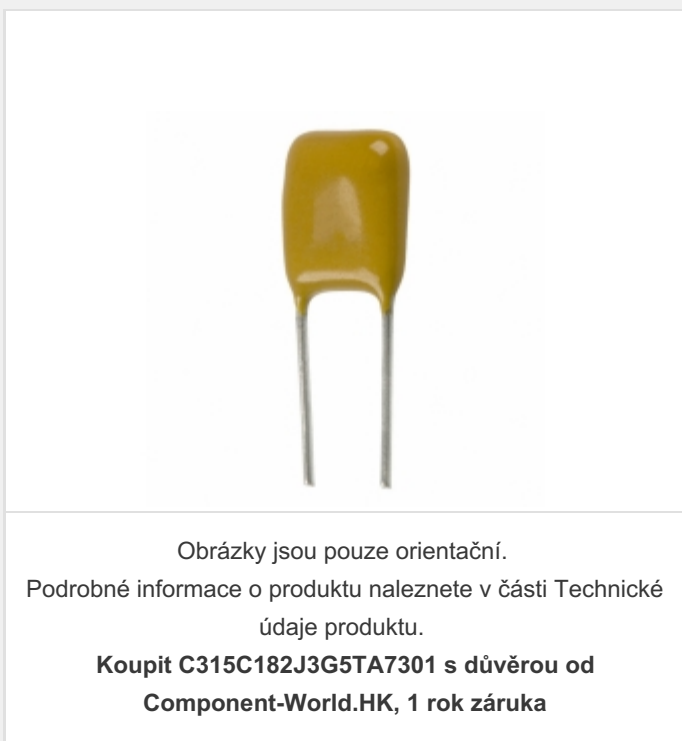 Obrázky jsou pouze orientační.
Podrobné informace o produktu naleznete v části Technické
údaje produktu.
Koupit C315C182J3G5TA7301 s důvěrou od
Component-World.HK, 1 rok záruka